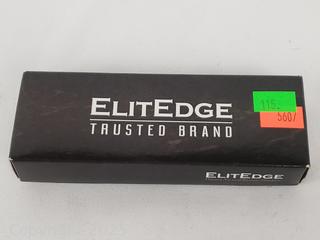 ELITEDGE
TRUSTED BRAND
115.
5607
ELITEDGE